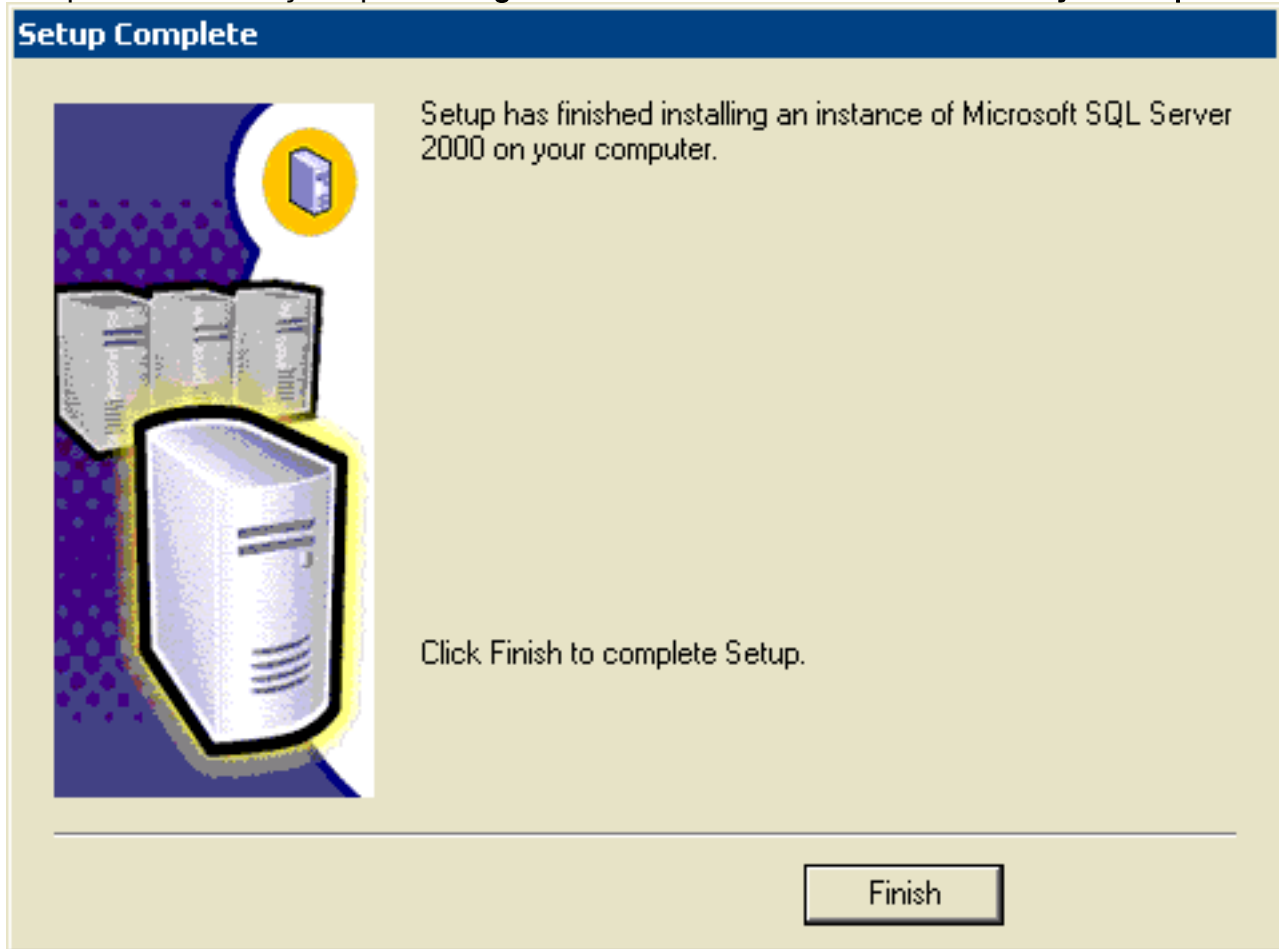 Setup Complete
Setup has finished installing an instance of Microsoft SQL Server
2000 on your computer.
Click Finish to complete Setup.
Finish